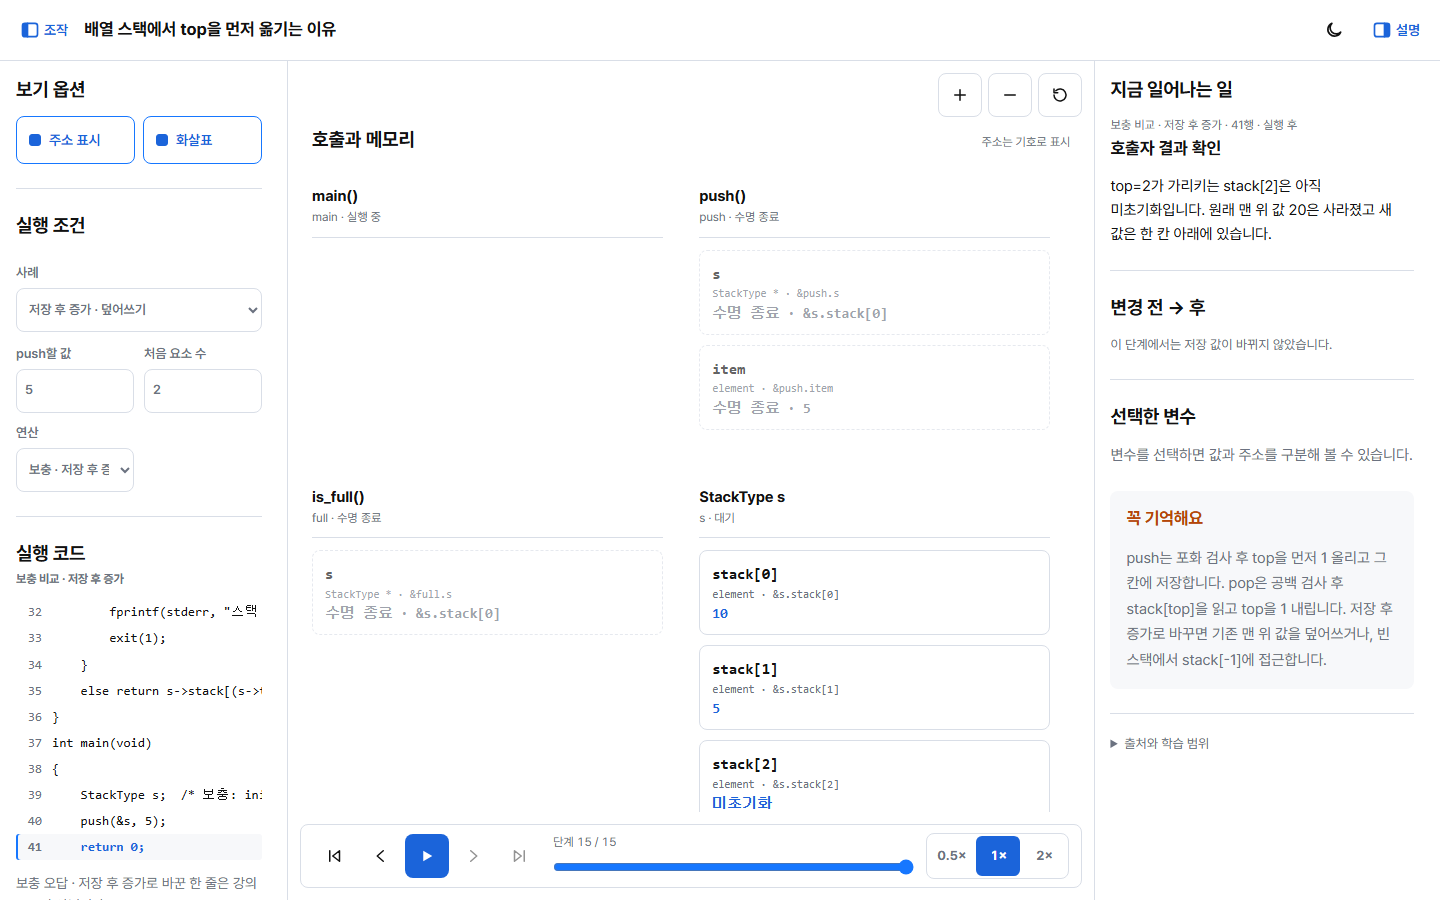 조작
배열 스택에서 top을 먼저 옮기는 이유
설명
보기 옵션
주소 표시
화살표
실행 조건
사례
저장 후 증가 · 덮어쓰기
push할 값
처음 요소 수
5
2
연산
보충 · 저장 후 증
실행 코드
보충 비교 · 저장 후 증가
32 fprintf(stderr, "스택
33 exit(1);
34 }
35 else return s->stack[(s->t
36 }
37 int main(void)
38 {
39 StackType s; /* 보충: ini
40 push(&s, 5);
41 return 0;
보충 오답 · 저장 후 증가로 바꾼 한 줄은 강의
호출과 메모리
주소는 기호로 표시
main()
main · 실행 중
push()
push · 수명 종료
s
StackType * · &push.s
수명 종료 · &s.stack[0]
item
element · &push.item
수명 종료 · 5
is_full()
full · 수명 종료
s
StackType * · &full.s
수명 종료 · &s.stack[0]
StackType s
s · 대기
stack[0]
element · &s.stack[0]
10
stack[1]
element · &s.stack[1]
5
stack[2]
element · &s.stack[2]
미초기화
단계 15 / 15
0.5×
1×
2×
지금 일어나는 일
보충 비교 · 저장 후 증가 · 41행 · 실행 후
호출자 결과 확인
top=2가 가리키는 stack[2]은 아직
미초기화입니다. 원래 맨 위 값 20은 사라졌고 새
값은 한 칸 아래에 있습니다.
변경 전 → 후
이 단계에서는 저장 값이 바뀌지 않았습니다.
선택한 변수
변수를 선택하면 값과 주소를 구분해 볼 수 있습니다.
꼭 기억해요
push는 포화 검사 후 top을 먼저 1 올리고 그
칸에 저장합니다. pop은 공백 검사 후
stack[top]을 읽고 top을 1 내립니다. 저장 후
증가로 바꾸면 기존 맨 위 값을 덮어쓰거나, 빈
스택에서 stack[-1]에 접근합니다.
출처와 학습 범위